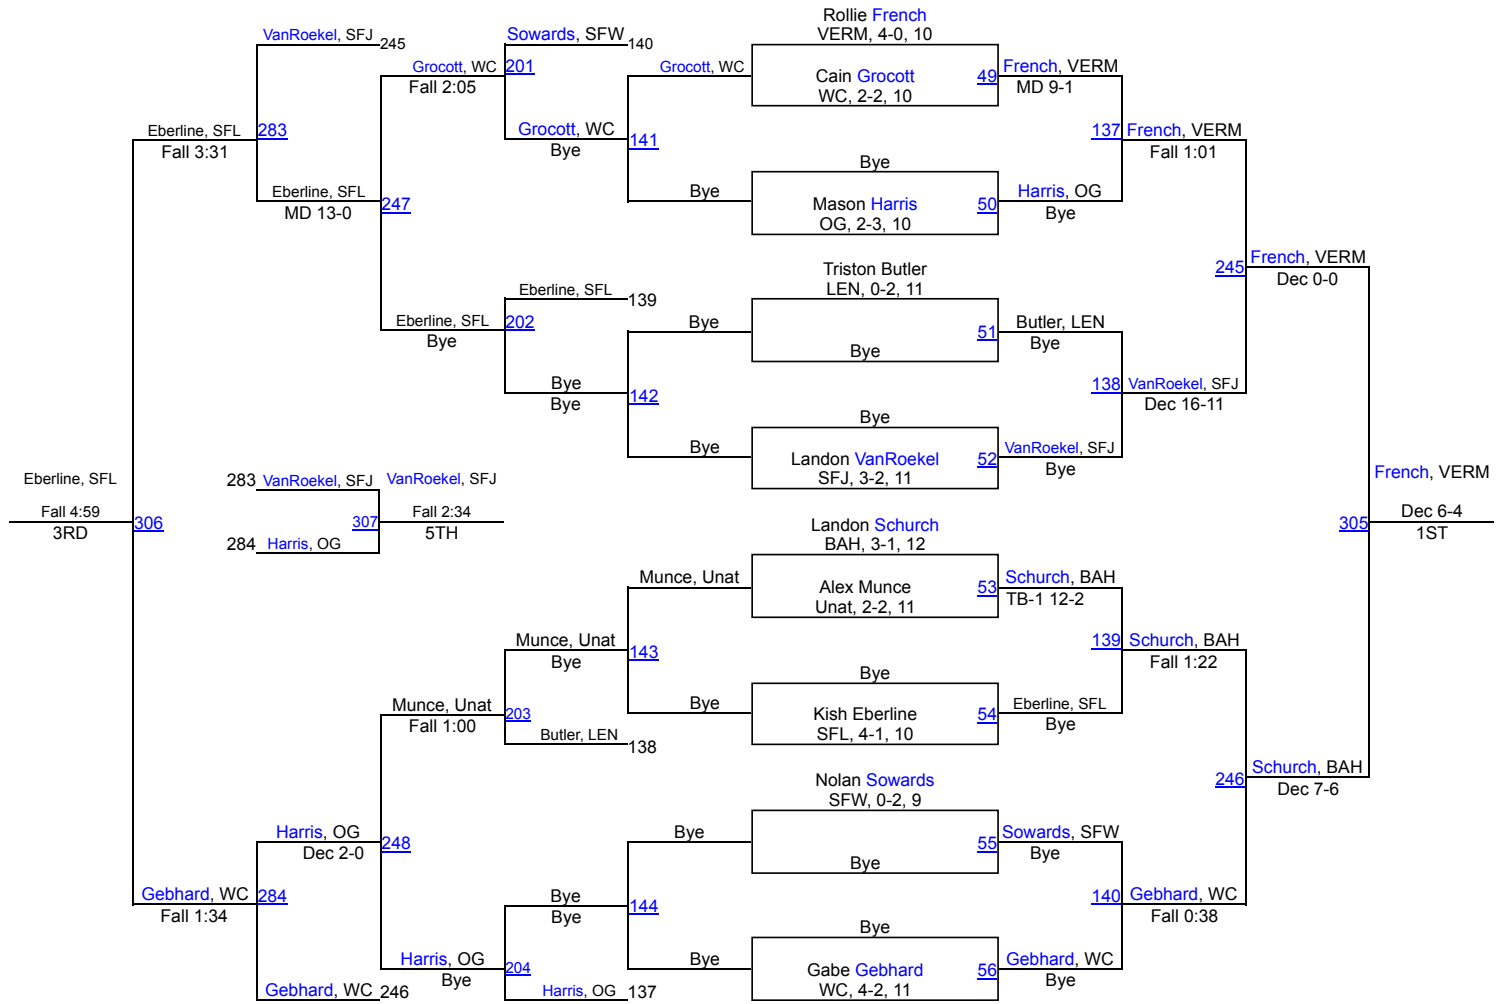 Rollie French
VERM, 4-0, 10
VanRoekel, SFJ 245
Sowards, SFW 140
Grocott, WC 201
Fall 2:05
Grocott, WC
Cain Grocott 49
WC, 2-2, 10
French, VERM
MD 9-1
Eberline, SFL 283
Fall 3:31
Grocott, WC 141
Bye
137 French, VERM
Fall 1:01
Bye
Eberline, SFL 247
MD 13-0
Bye
Mason Harris 50
OG, 2-3, 10
Harris, OG
Bye
245 French, VERM
Dec 0-0
Triston Butler
LEN, 0-2, 11
Eberline, SFL 139
Eberline, SFL 202
Bye
Bye
51 Butler, LEN
Bye
Bye
Bye
Bye
142
138 VanRoekel, SFJ
Dec 16-11
Bye
Bye
Landon VanRoekel 52
SFJ, 3-2, 11
VanRoekel, SFJ
Bye
Eberline, SFL
Fall 4:59
3RD
306
283 VanRoekel, SFJ
284 Harris, OG
307
VanRoekel, SFJ
Fall 2:34
5TH
French, VERM
305
Dec 6-4
1ST
Landon Schurch
BAH, 3-1, 12
Munce, Unat
Alex Munce 53
Unat, 2-2, 11
Schurch, BAH
TB-1 12-2
Munce, Unat 143
Bye
139 Schurch, BAH
Fall 1:22
Bye
Munce, Unat 203
Fall 1:00
Bye
Kish Eberline 54
SFL, 4-1, 10
Eberline, SFL
Bye
Butler, LEN 138
246 Schurch, BAH
Dec 7-6
Nolan Sowards
SFW, 0-2, 9
Harris, OG 248
Dec 2-0
Bye
55 Sowards, SFW
Bye
Bye
Gebhard, WC 284
Fall 1:34
Bye
Bye
144
140 Gebhard, WC
Fall 0:38
Bye
Harris, OG 204
Bye
Bye
Gabe Gebhard 56
WC, 4-2, 11
Gebhard, WC
Bye
Gebhard, WC 246
Harris, OG 137